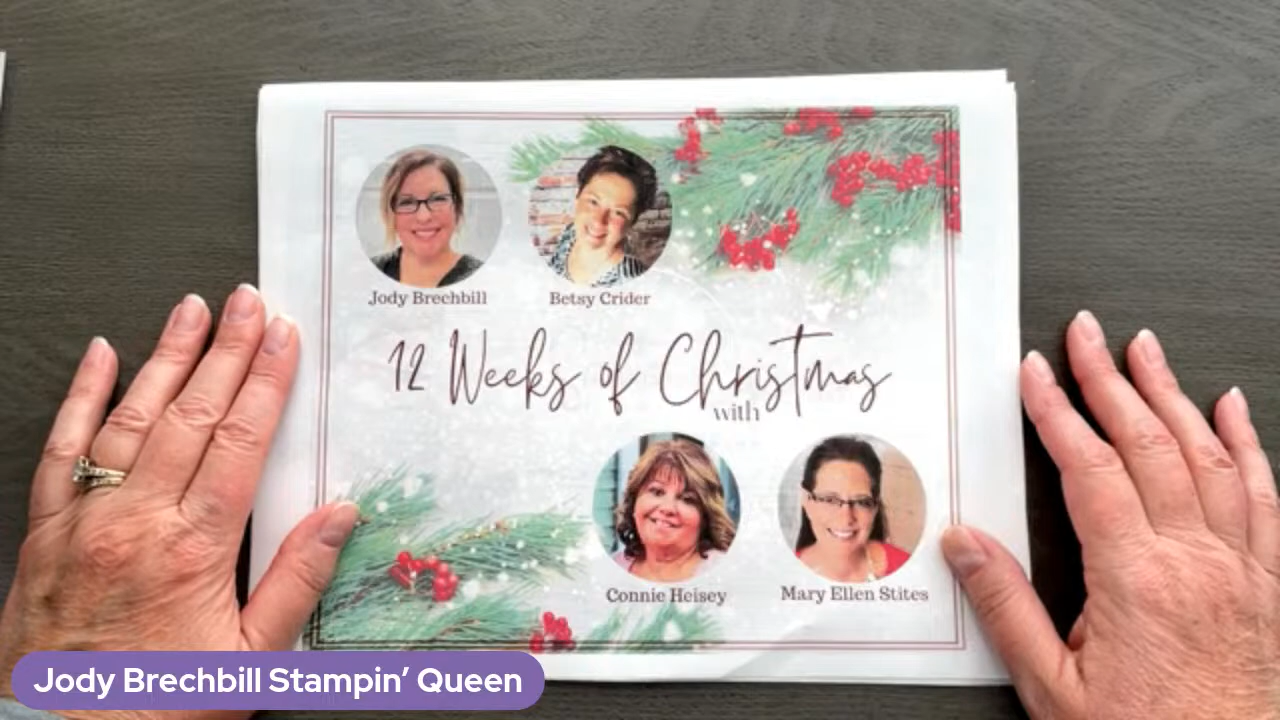 Jody Brechbill
Betsy Crider
12 Weeks of Christmas
with
Connie Heisey
Mary Ellen Stites
Jody Brechbill Stampin' Queen